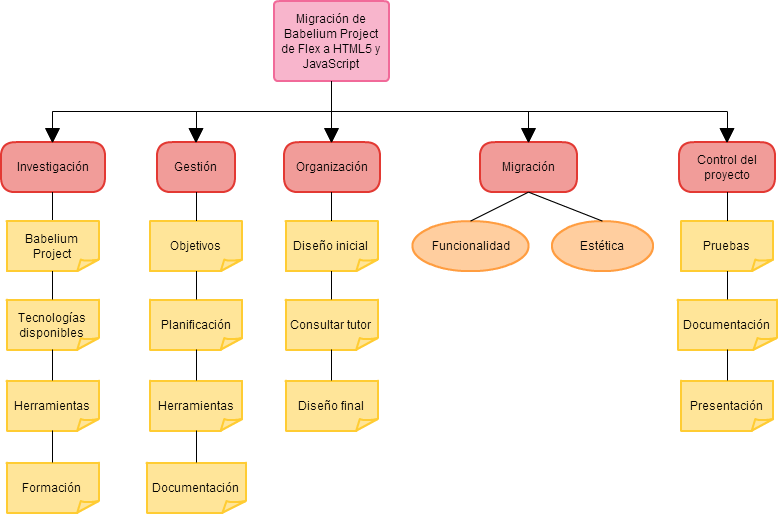 Migración de
Babelium Project
de Flex a HTML5 y
JavaScript
Investigación
Gestión
Organización
Migración
Control del
proyecto
Babelium
Project
Objetivos
Diseño inicial
Funcionalidad
Estética
Pruebas
Tecnologías
disponibles
Planificación
Consultar tutor
Documentación
Herramientas
Herramientas
Diseño final
Presentación
Formación
Documentación